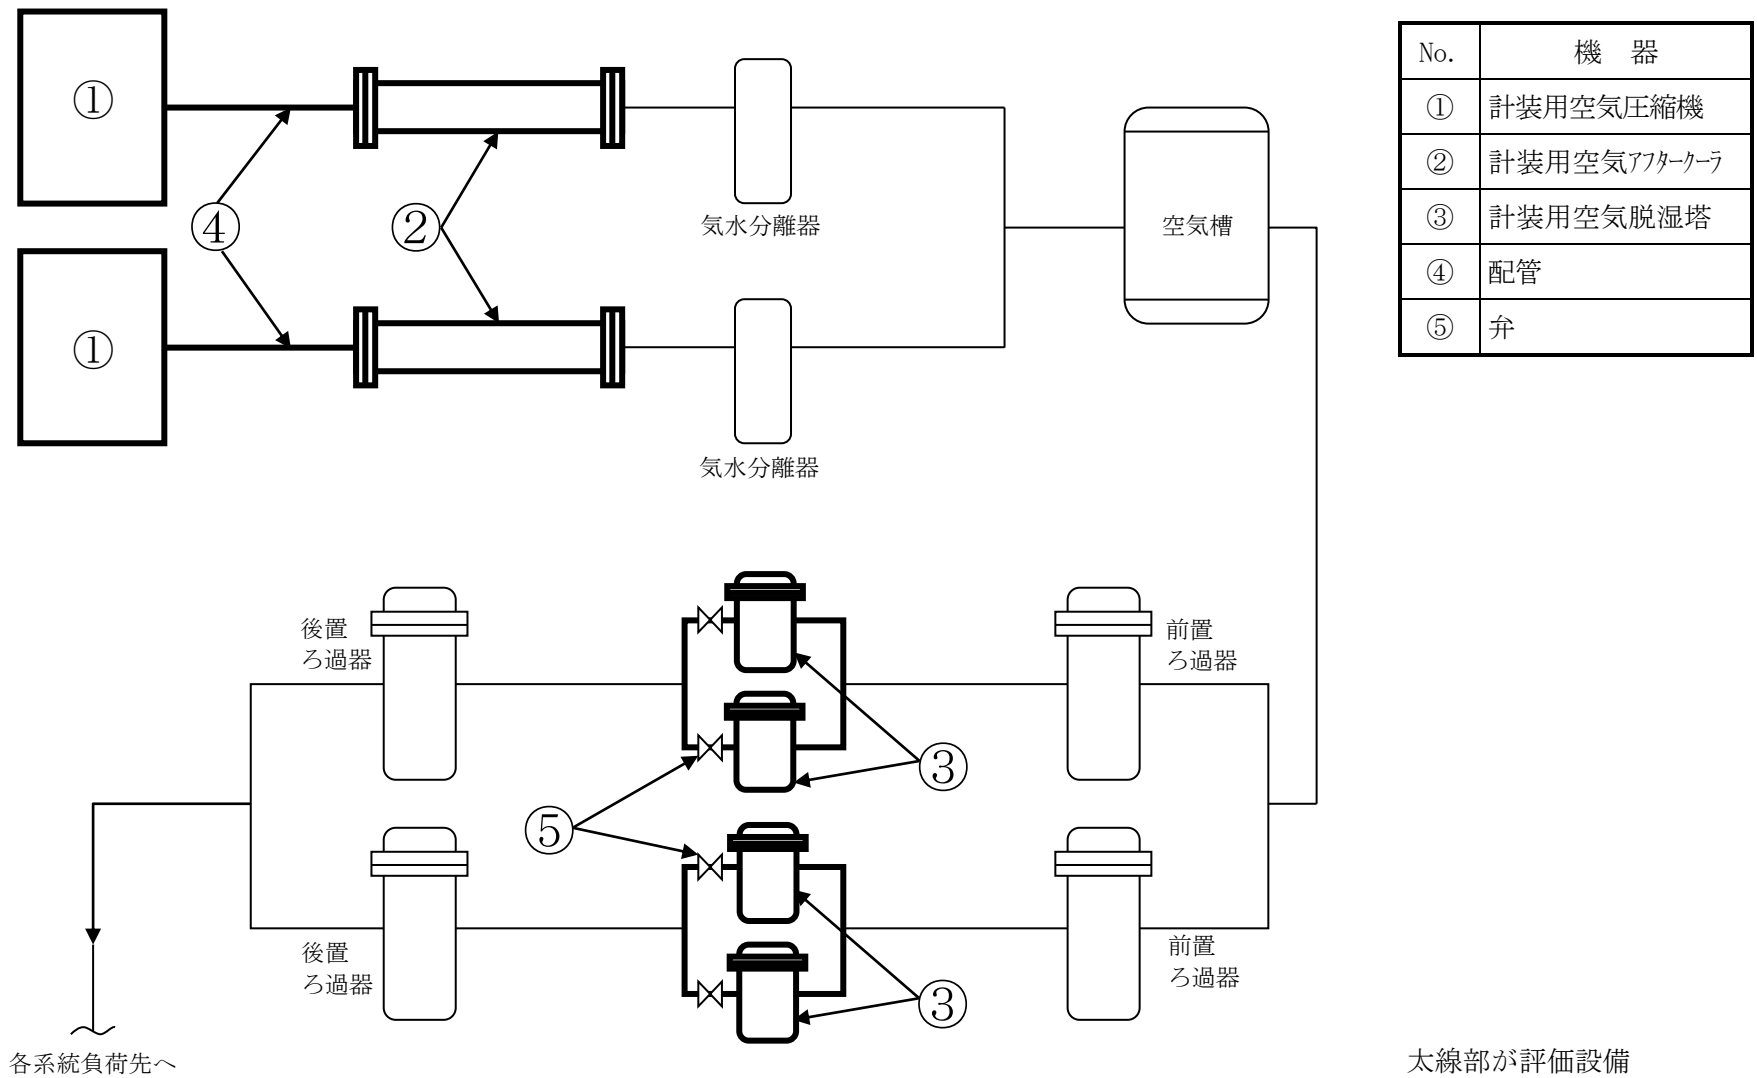 ①
④
②
気水分離器
空気槽
①
気水分離器
No. 機　器
① 計装用空気圧縮機
② 計装用空気ｱﾌﾀｰｸｰﾗ
③ 計装用空気脱湿塔
④ 配管
⑤ 弁
後置
ろ過器
前置
ろ過器
③
⑤
後置
ろ過器
前置
ろ過器
③
各系統負荷先へ
太線部が評価設備